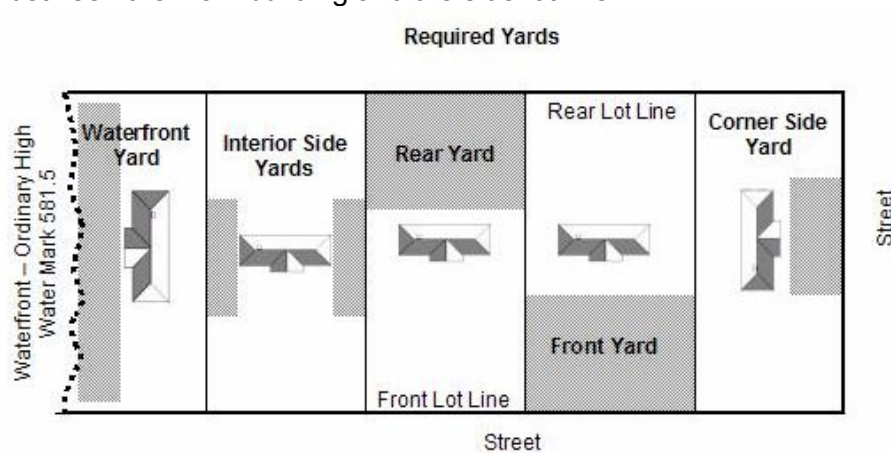 Required Yards
Waterfront
Yard
Interior Side
Yards
Rear Yard
Rear Lot Line
Corner Side
Yard
Waterfront – Ordinary High
Water Mark 581.5
Street
Front Yard
Front Lot Line
Street